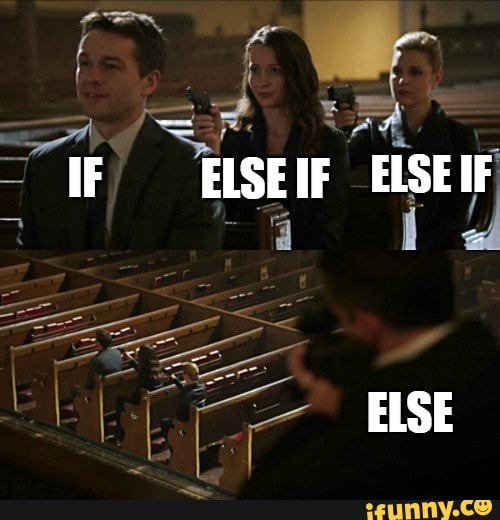 IF
ELSE IF
ELSE IF
ELSE
ifunny.co